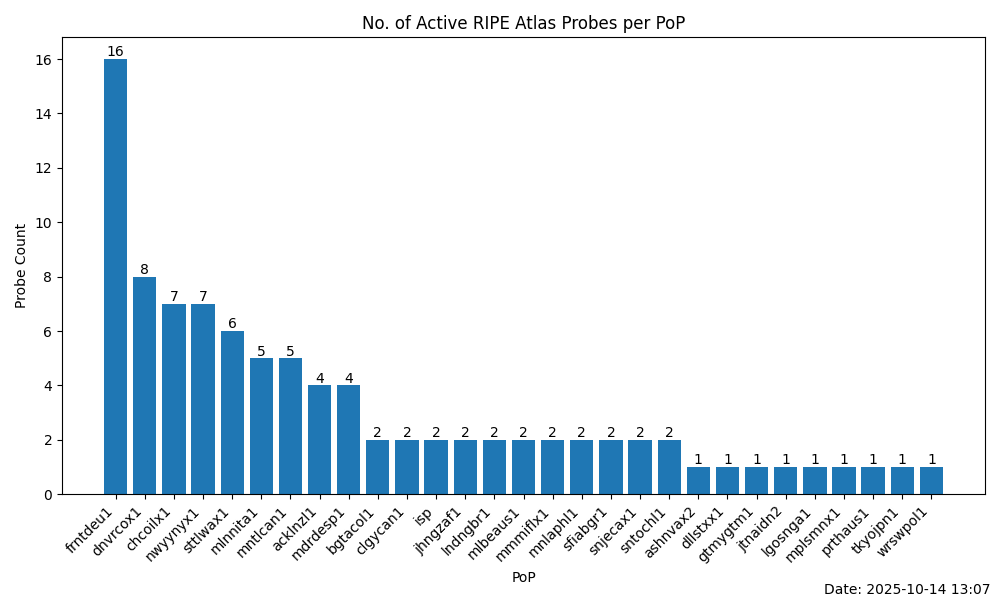 No. of Active RIPE Atlas Probes per PoP
Probe Count
16
14
12
10
8
6
4
2
0
16
8
7
7
6
5
5
4
4
2
2
2
2
2
2
2
2
2
2
2
1
1
1
1
1
1
1
1
1
frntdeu1
dnvrcox1
chcoilx1
nwyynyx1
sttlwax1
mlnnita1
mntlcan1
acklnzl1
mdrdesp1
bgtacol1
clgycan1
isp
jhngzaf1
lndngbr1
mlbeaus1
mmmiflx1
mnlaphl1
sfiabgr1
snjecax1
sntochl1
ashnvax2
dllstxx1
gtmygtm1
jtnaidn2
lgosnga1
mplsmnx1
prthaus1
tkyojpn1
wrswpol1
PoP
Date: 2025-10-14 13:07